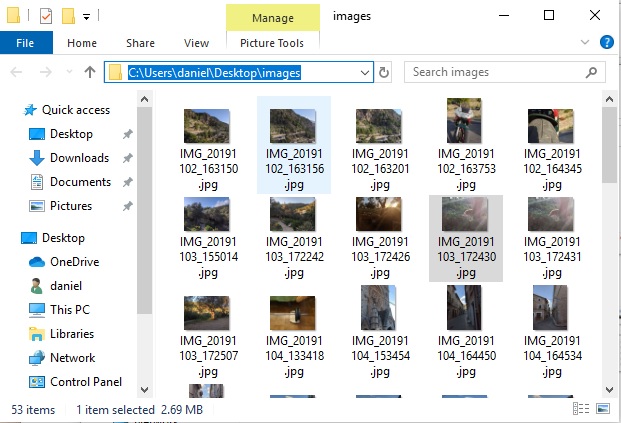 Manage
images
File
Home
Share
View
Picture Tools
C:\Users\daniel\Desktop\images
Search images
Quick access
Desktop
Downloads
Documents
Pictures
Desktop
OneDrive
daniel
This PC
Libraries
Network
Control Panel
IMG_20191102_163150.jpg
IMG_20191102_163156.jpg
IMG_20191102_163201.jpg
IMG_20191102_163753.jpg
IMG_20191102_164345.jpg
IMG_20191103_155014.jpg
IMG_20191103_172242.jpg
IMG_20191103_172426.jpg
IMG_20191103_172430.jpg
IMG_20191103_172431.jpg
IMG_20191103_172507.jpg
IMG_20191104_133418.jpg
IMG_20191104_153454.jpg
IMG_20191104_164450.jpg
IMG_20191104_164534.jpg
53 items
1 item selected 2.69 MB